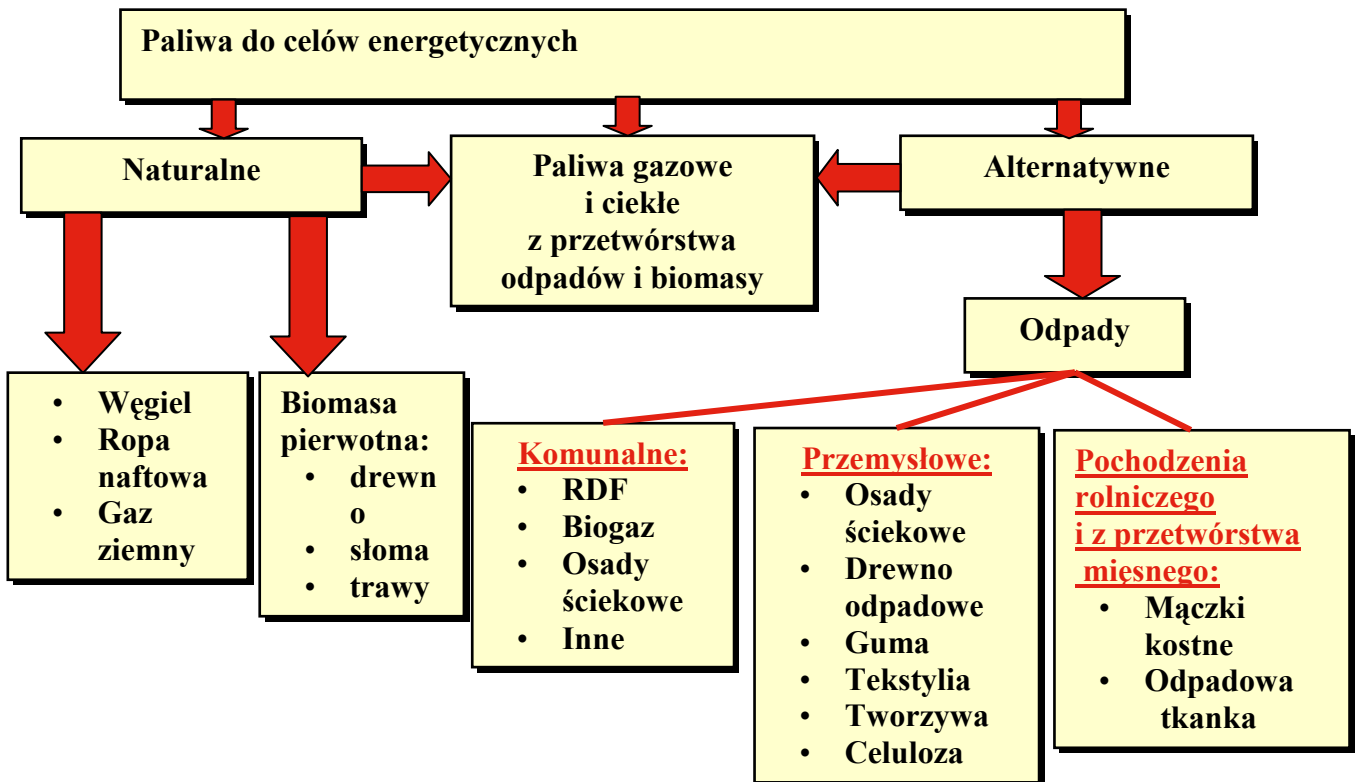 Paliwa do celów energetycznych
Naturalne
Paliwa gazowe
i ciekłe
z przetwórstwa
odpadów i biomasy
Alternatywne
Odpady
• Węgiel
• Ropa
naftowa
• Gaz
ziemny
Biomasa
pierwotna:
• drewn
o
• słoma
• trawy
Komunalne:
• RDF
• Biogaz
• Osady
ściekowe
• Inne
Przemysłowe:
• Osady
ściekowe
• Drewno
odpadowe
• Guma
• Tekstylia
• Tworzywa
• Celuloza
Pochodzenia
rolniczego
i z przetwórstwa
mięsnego:
• Mączki
kostne
• Odpadowa
tkanka